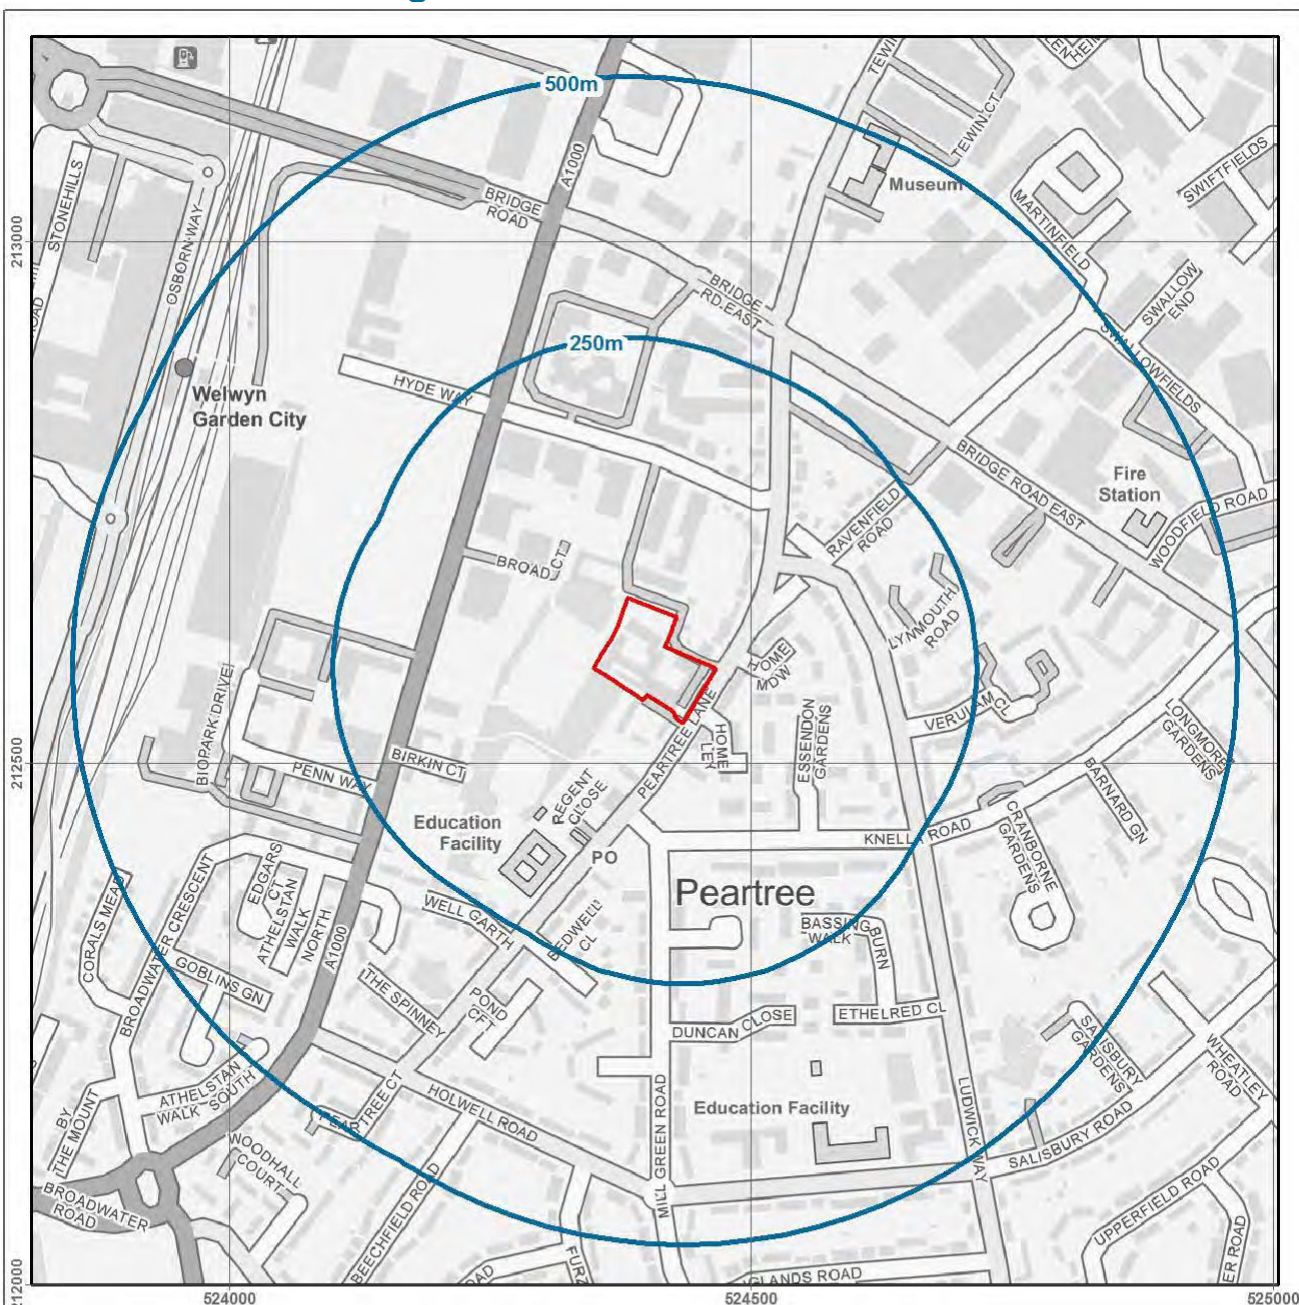 500m
TEWIN CT
Museum
SWIFTFIELDS
STONEHILLS
A1000
BRIDGE
ROAD
MARTINFIELD
213000
OSBORN WAY
BRIDGE
RD EAST
SWALLOW
END
SWALLOWFIELDS
250m
HYDE WAY
Welwyn
Garden City
BRIDGE ROAD EAST
Fire
Station
WOODFIELD ROAD
RAVENFIELD
ROAD
BROAD CT
LYNMOUTH
ROAD
MDW
BIOPARK DRIVE
PEARTREE LANE
HOME
LEY
ESSENDON
GARDENS
VERULAM CL
LONGMORE
GARDENS
212500
BIRKIN CT
PENN WAY
BARNARD GN
REGENT
CLOSE
Education
Facility
PO
KNELL ROAD
CRANBORNE
GARDENS
Peartree
CORALS MEAD
BROADWATER CRESCENT
EDGARS
CT
ATHELSTAN
WALK
NORTH
A1000
WELL GARTH
BEDWELL
CL
BASSING
WALK
BURN
GOBLINS GN
THE SPINNEY
POND
CFT
DUNCAN CLOSE
ETHELRED CL
SALISBURY
GARDENS
WHEATLEY
ROAD
ATHELSTAN
WALK SOUTH
PEAR
TREE CT
HOLWELL ROAD
MILL GREEN ROAD
Education Facility
LUDWICK WAY
SALISBURY ROAD
BY
THE MOUNT
WOODHALL
COURT
BROADWATER
ROAD
BEECHFIELD ROAD
UPPERFIELD ROAD
212000
524000
524500
525000